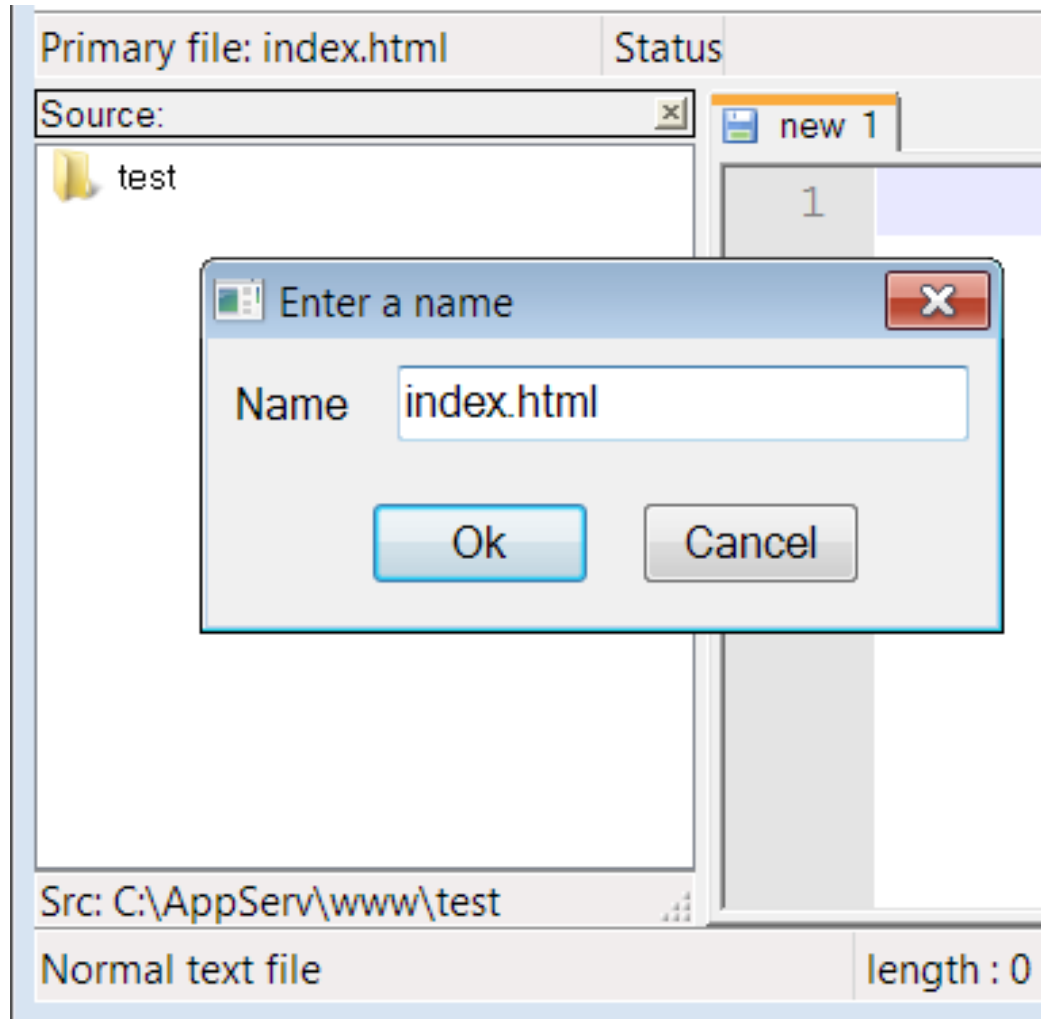 Primary file: index.html Status
Source:
new 1
test
1
Enter a name
Name index.html
Ok Cancel
Src: C:\AppServ\www\test
Normal text file length : 0